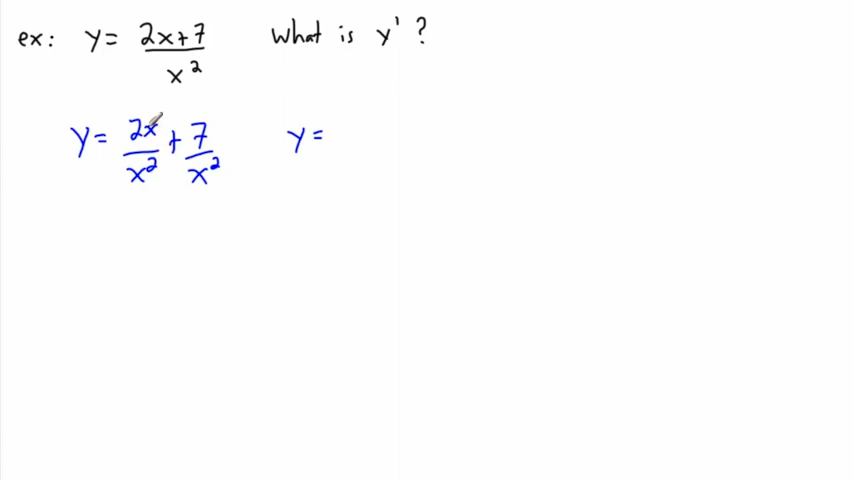 ex: y = (2x+7)/x² What is y' ?
y = 2x/x² + 7/x² y =